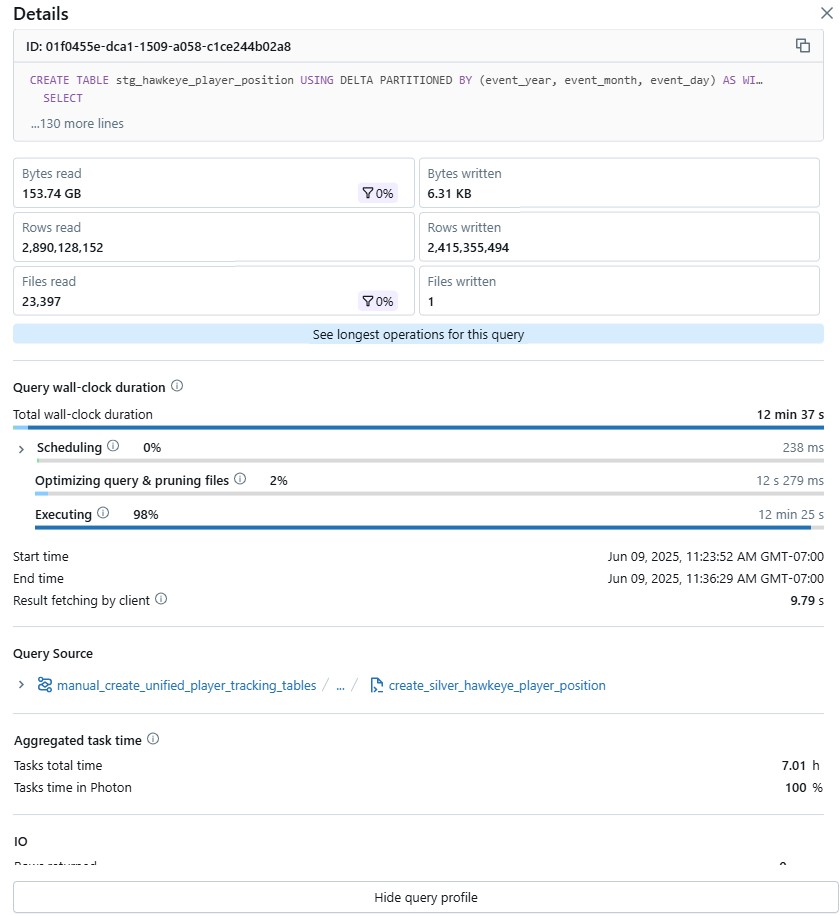 Details
ID: 01f0455e-dca1-1509-a058-c1ce244b02a8
CREATE TABLE stg_hawkeye_player_position USING DELTA PARTITIONED BY (event_year, event_month, event_day) AS WI…
SELECT
...130 more lines
Bytes read
153.74 GB
0%
Bytes written
6.31 KB
Rows read
2,890,128,152
Rows written
2,415,355,494
Files read
23,397
0%
Files written
1
See longest operations for this query
Query wall-clock duration
Total wall-clock duration 12 min 37 s
Scheduling 0% 238 ms
Optimizing query & pruning files 2% 12 s 279 ms
Executing 98% 12 min 25 s
Start time Jun 09, 2025, 11:23:52 AM GMT-07:00
End time Jun 09, 2025, 11:36:29 AM GMT-07:00
Result fetching by client 9.79 s
Query Source
manual_create_unified_player_tracking_tables / ... / create_silver_hawkeye_player_position
Aggregated task time
Tasks total time 7.01 h
Tasks time in Photon 100 %
IO
Rows returned 0
Hide query profile